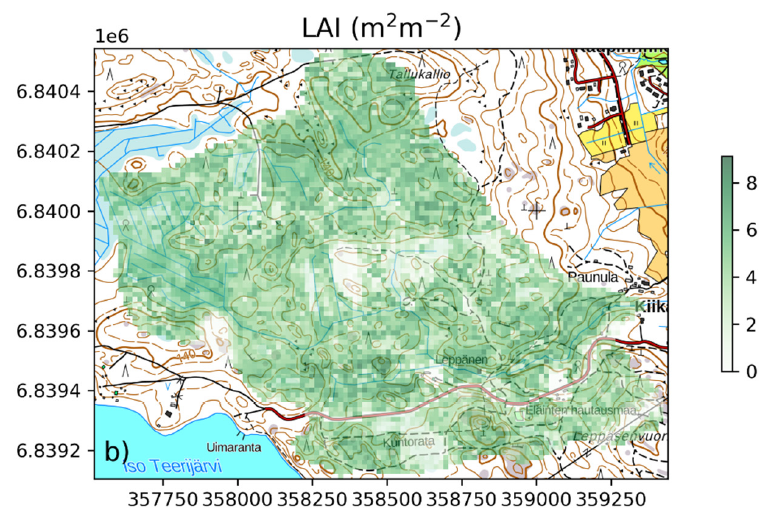 LAI (m²m⁻²)
1e6
6.8404
6.8402
6.8400
6.8398
6.8396
6.8394
6.8392
Tallukallio
Paunula
Leppänen
Eläinten hautausmaa
Kuntorata
Uimaranta
Iso Teerijärvi
b)
357750 358000 358250 358500 358750 359000 359250
8
6
4
2
0